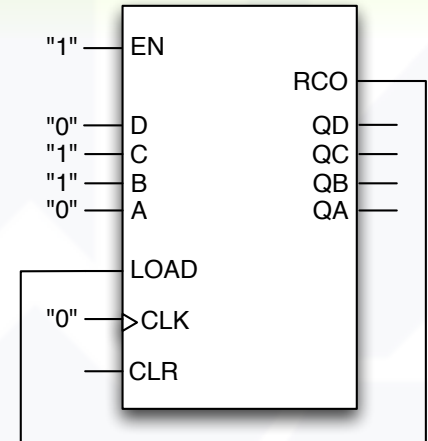 "1" EN
RCO
"0" D QD
"1" C QC
"1" B QB
"0" A QA
LOAD
"0" CLK
CLR